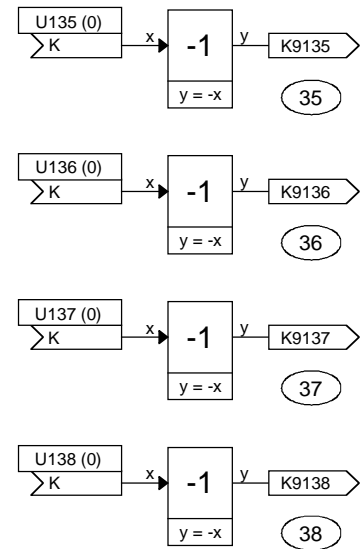 U135 (0)
K x -1 y K9135
y = -x 35
U136 (0)
K x -1 y K9136
y = -x 36
U137 (0)
K x -1 y K9137
y = -x 37
U138 (0)
K x -1 y K9138
y = -x 38